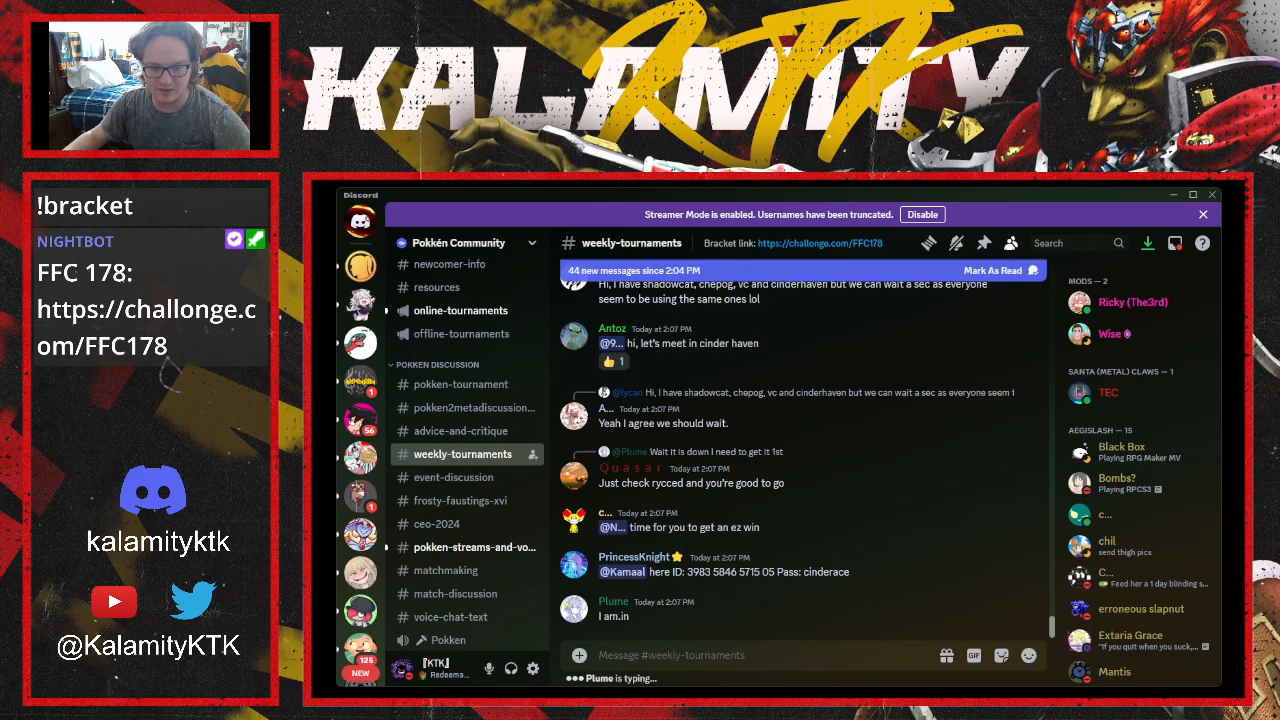 KALAMITY
KTK
!bracket
NIGHTBOT
FFC 178:
https://challonge.c
om/FFC178
kalamityktk
@KalamityKTK
Discord
Streamer Mode is enabled. Usernames have been truncated.
Disable
Pokkén Community
newcomer-info
resources
online-tournaments
offline-tournaments
POKKEN DISCUSSION
pokken-tournament
pokken2metadiscussion...
advice-and-critique
weekly-tournaments
event-discussion
frosty-faustings-xvi
ceo-2024
pokken-streams-and-vo...
matchmaking
match-discussion
voice-chat-text
Pokken
1
56
1
125
NEW
『KTK』
Redeema...
# weekly-tournaments
Bracket link: https://challonge.com/FFC178
Search
44 new messages since 2:04 PM
Mark As Read
Hi, I have shadowcat, chepog, vc and cinderhaven but we can wait a sec as everyone
seem to be using the same ones lol
Antoz Today at 2:07 PM
@9... hi, let's meet in cinder haven
1
@lycan Hi, I have shadowcat, chepog, vc and cinderhaven but we can wait a sec as everyone seem t
A... Today at 2:07 PM
Yeah I agree we should wait.
@Plume Wait it is down I need to get it 1st
Quasar Today at 2:07 PM
Just check rycced and you're good to go
c... Today at 2:07 PM
@N... time for you to get an ez win
PrincessKnight Today at 2:07 PM
@Kamaal here ID: 3983 5846 5715 05 Pass: cinderace
Plume Today at 2:07 PM
I am.in
Message #weekly-tournaments
GIF
Plume is typing...
MODS — 2
Ricky (The3rd)
Wise
SANTA (METAL) CLAWS — 1
TEC
AEGISLASH — 15
Black Box
Playing RPG Maker MV
Bombs?
Playing RPCS3
c...
chil
send thigh pics
C...
Feed her a 1 day blinding s...
erroneous slapnut
Extaria Grace
"If you quit when you suck,...
Mantis